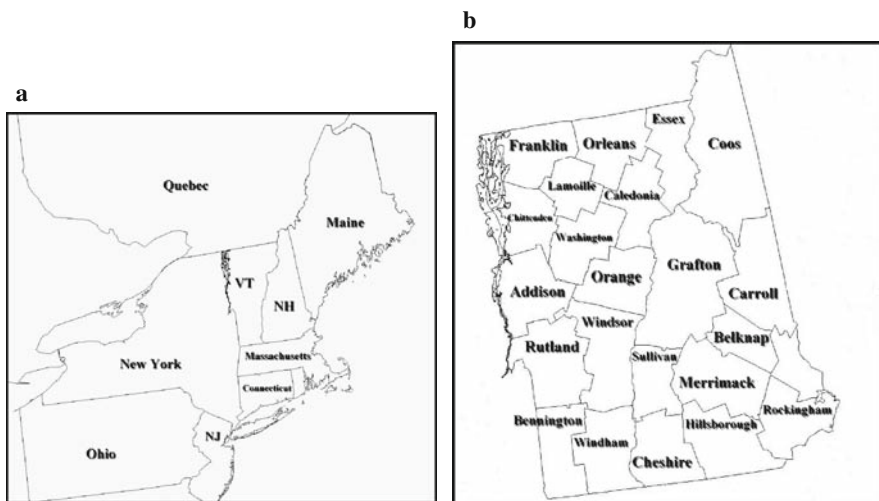 a
Quebec
Maine
VT
NH
New York
Massachusetts
Connecticut
NJ
Ohio
b
Essex
Franklin
Orleans
Coos
Lamoille
Caledonia
Chittenden
Washington
Grafton
Orange
Addison
Carroll
Windsor
Belknap
Rutland
Sullivan
Merrimack
Rockingham
Bennington
Hillsborough
Windham
Cheshire